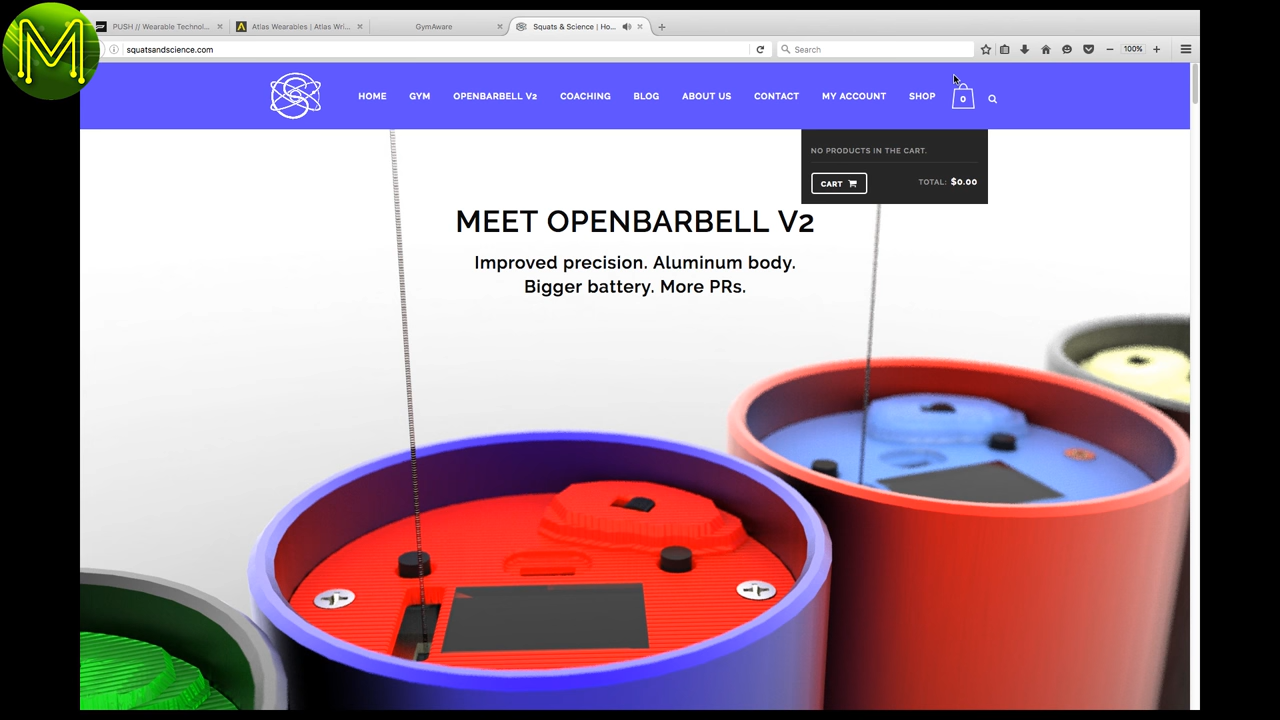 M
PUSH // Wearable Technol...
Atlas Wearables | Atlas Wri...
GymAware
Squats & Science | Ho...
squatsandscience.com
Search
100%
HOME
GYM
OPENBARBELL V2
COACHING
BLOG
ABOUT US
CONTACT
MY ACCOUNT
SHOP
0
NO PRODUCTS IN THE CART.
CART
TOTAL: $0.00
MEET OPENBARBELL V2
Improved precision. Aluminum body.
Bigger battery. More PRs.